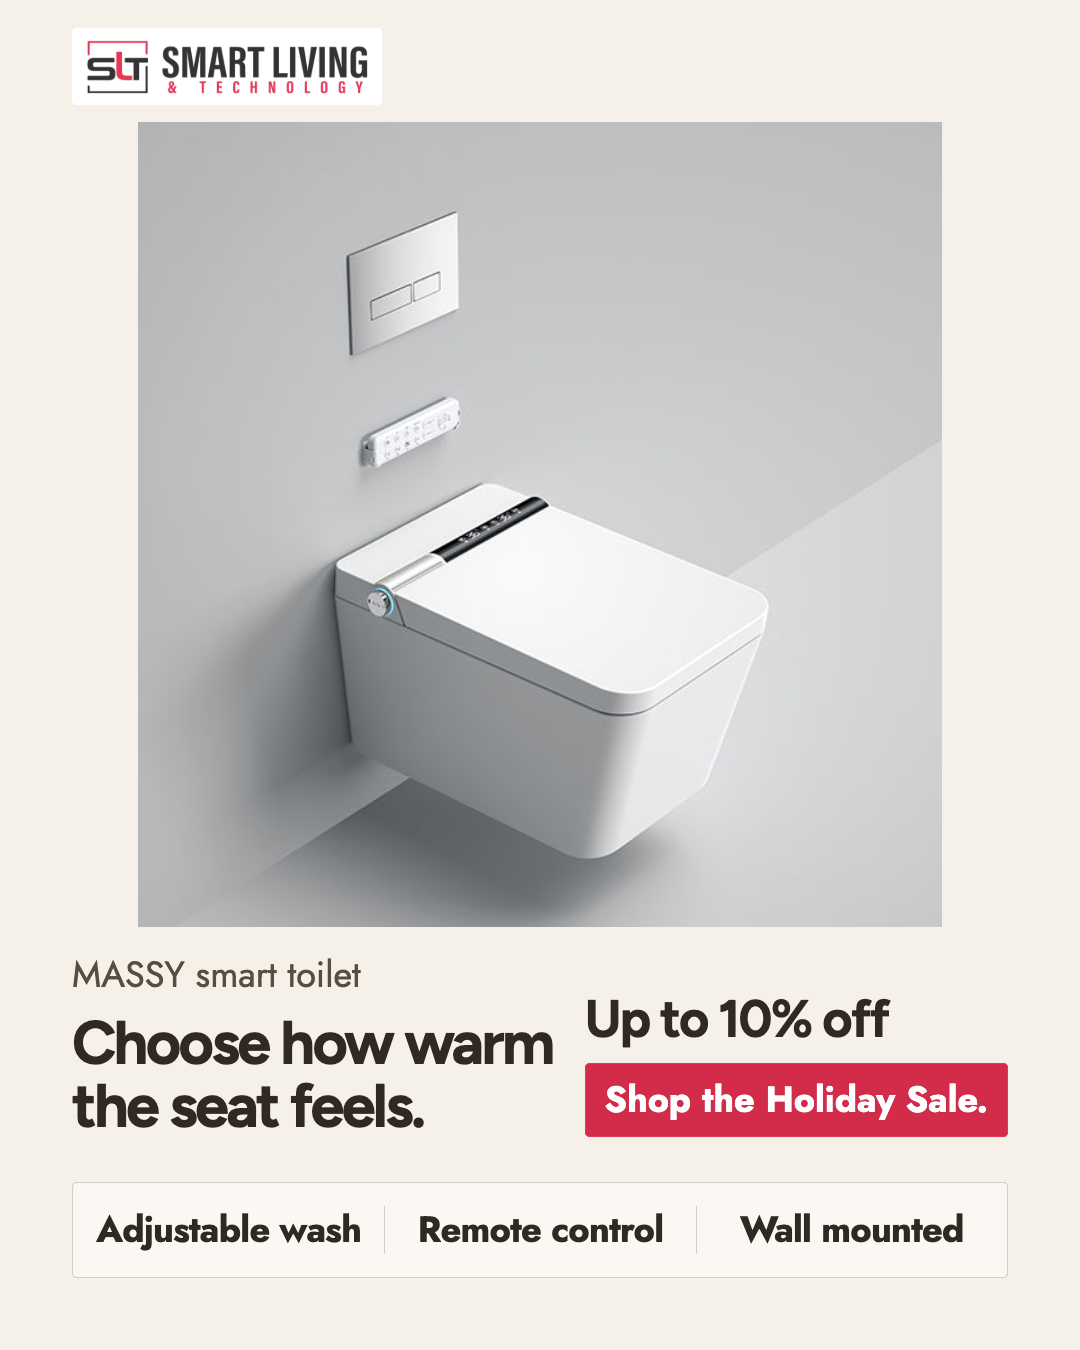 SLT SMART LIVING
& TECHNOLOGY
MASSY smart toilet
Choose how warm
the seat feels.
Up to 10% off
Shop the Holiday Sale.
Adjustable wash
Remote control
Wall mounted